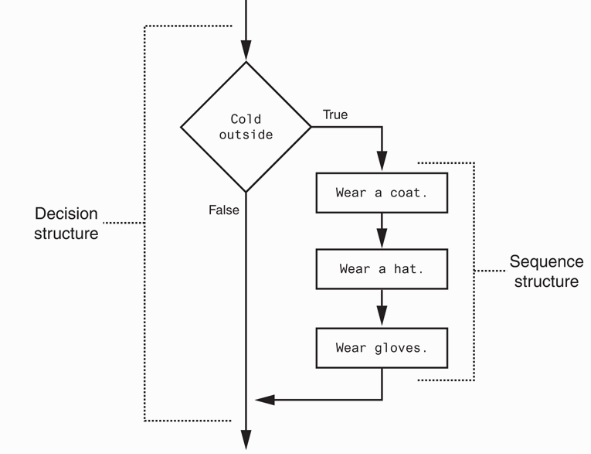 Cold
outside
True
Wear a coat.
False
Decision
structure
Wear a hat.
Sequence
structure
Wear gloves.